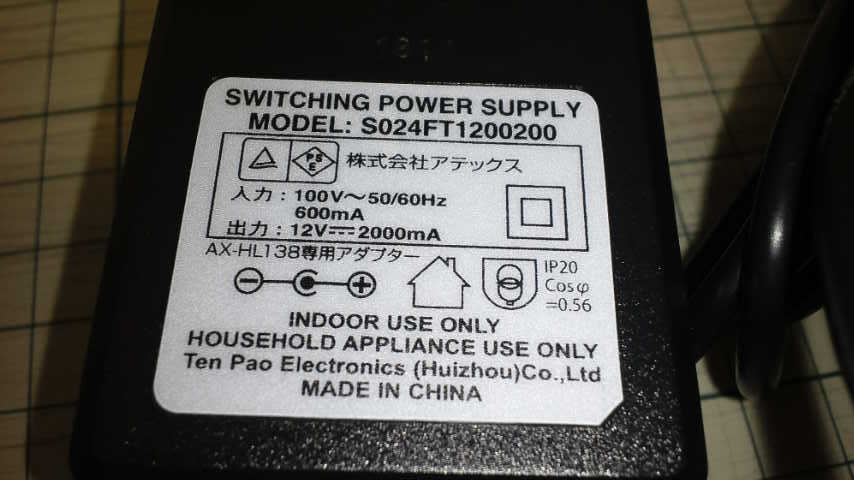 SWITCHING POWER SUPPLY
MODEL: S024FT1200200
PSE 株式会社アテックス
入力：100V～50/60Hz
600mA
出力：12V⎓2000mA
AX-HL138専用アダプター
IP20
Cosφ
=0.56
INDOOR USE ONLY
HOUSEHOLD APPLIANCE USE ONLY
Ten Pao Electronics (Huizhou)Co.,Ltd
MADE IN CHINA